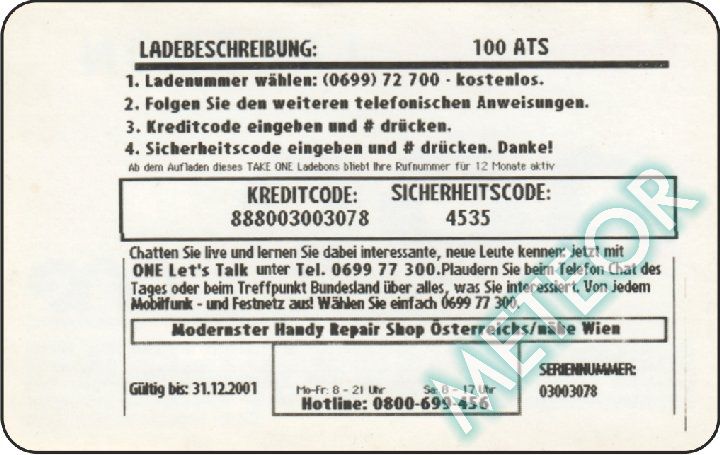 LADEBESCHREIBUNG: 100 ATS
1. Ladenummer wählen: (0699) 72 700 - kostenlos.
2. Folgen Sie den weiteren telefonischen Anweisungen.
3. Kreditcode eingeben und # drücken.
4. Sicherheitscode eingeben und # drücken. Danke!
Ab dem Aufladen dieses TAKE ONE Ladebons bliebt Ihre Rufnummer für 12 Monate aktiv
KREDITCODE: SICHERHEITSCODE:
888003003078 4535
Chatten Sie live und lernen Sie dabei interessante, neue Leute kennen: jetzt mit
ONE Let's Talk unter Tel. 0699 77 300.Plaudern Sie beim Telefon Chat des
Tages oder beim Treffpunkt Bundesland über alles, was Sie interessiert. Von Jedem
Mobilfunk - und Festnetz aus! Wählen Sie einfach 0699 77 300.
Modernster Handy Repair Shop Österreichs/nähe Wien
Gültig bis: 31.12.2001
Mo-Fr: 8 - 21 Uhr Sa: 8 - 17 Uhr
Hotline: 0800-699-456
SERIENNUMMER:
03003078
METEOR